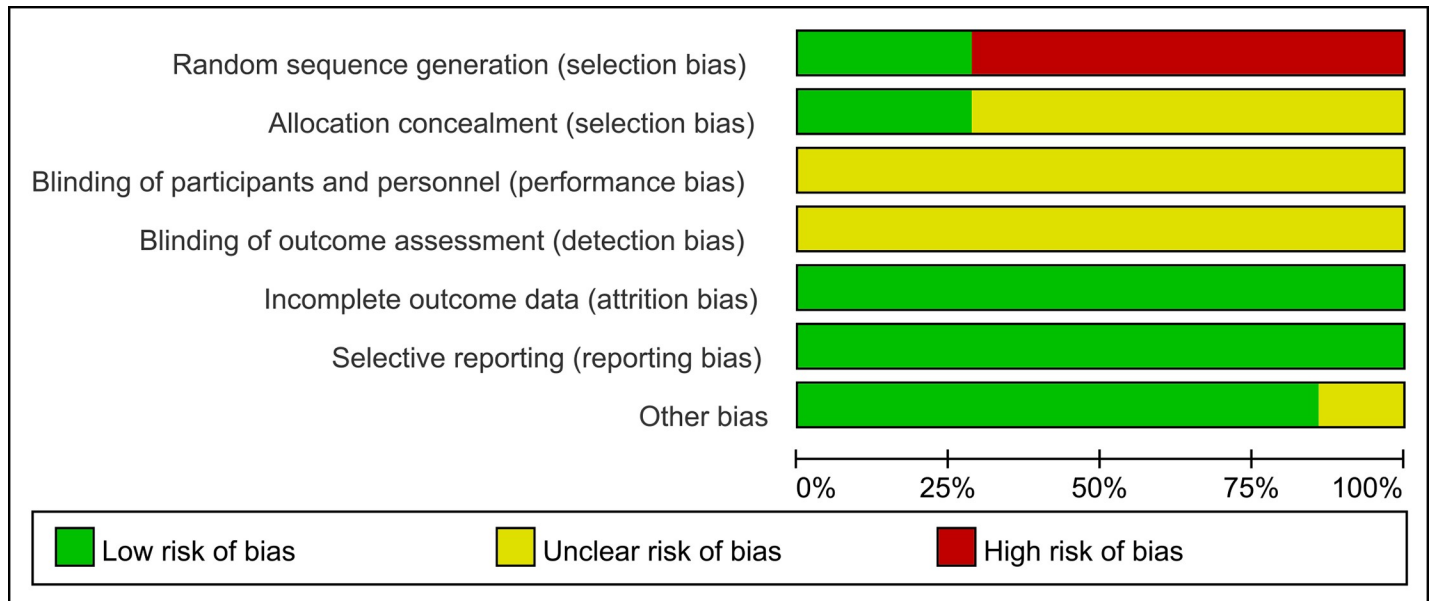 Random sequence generation (selection bias)
Allocation concealment (selection bias)
Blinding of participants and personnel (performance bias)
Blinding of outcome assessment (detection bias)
Incomplete outcome data (attrition bias)
Selective reporting (reporting bias)
Other bias
0% 25% 50% 75% 100%
Low risk of bias Unclear risk of bias High risk of bias